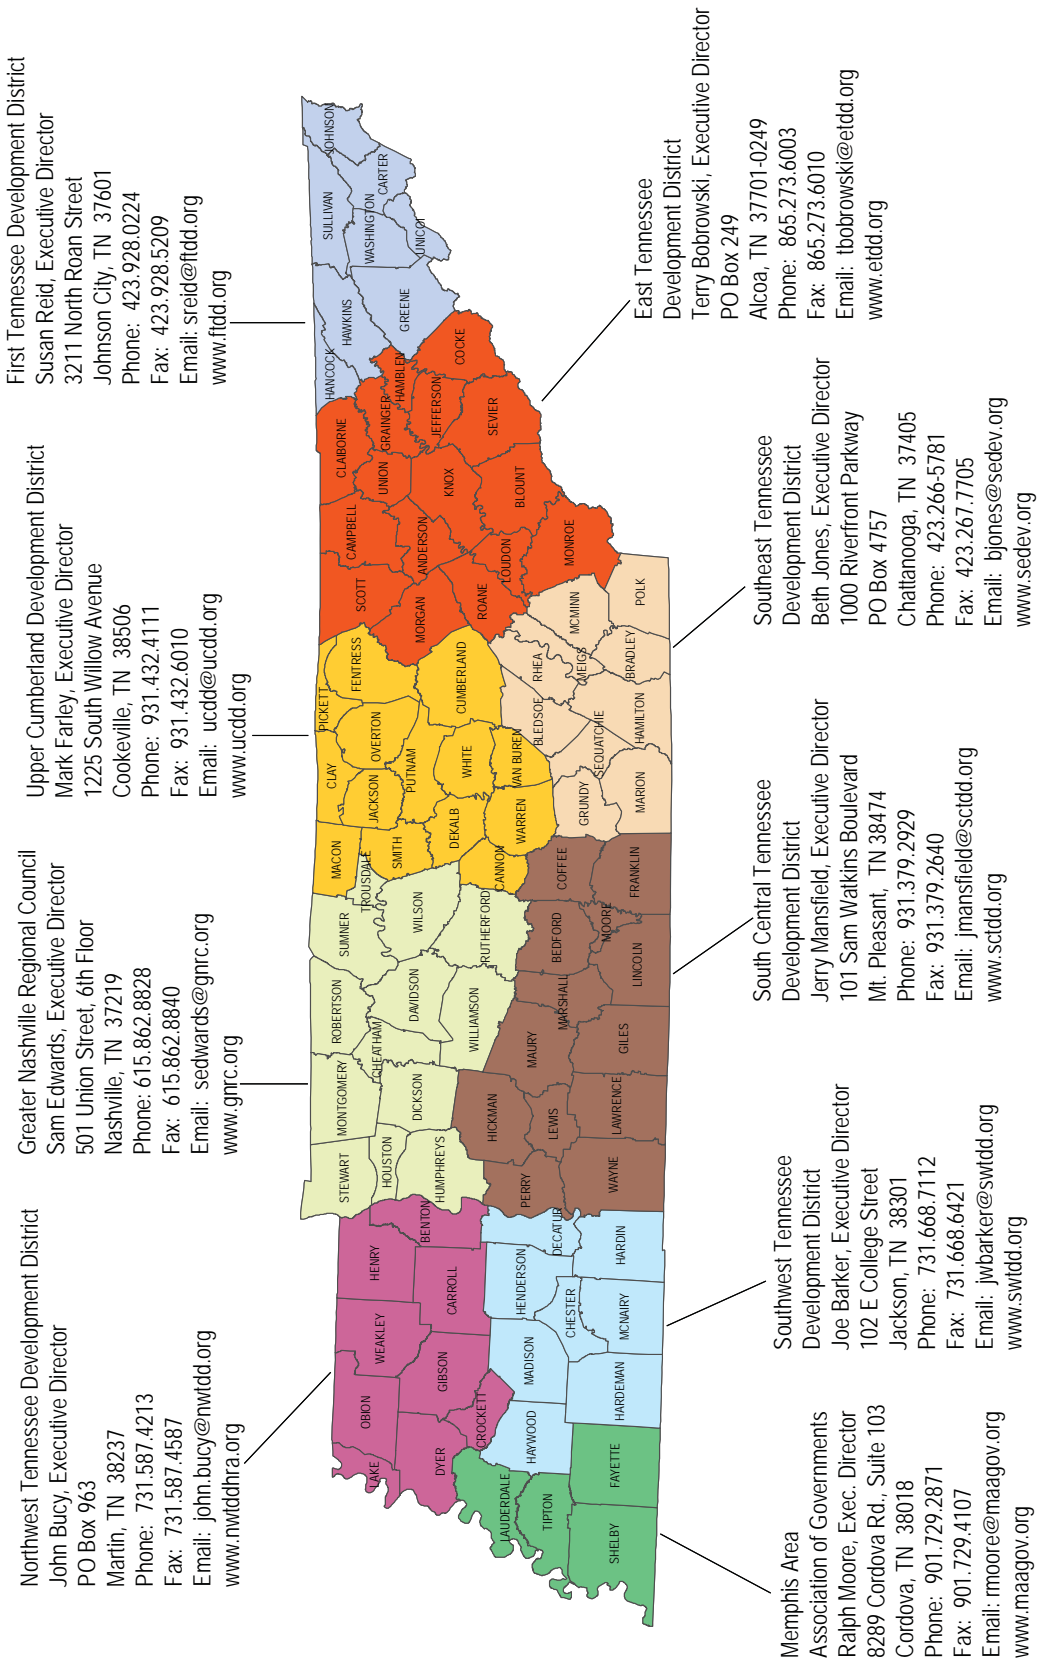 Northwest Tennessee Development District
John Bucy, Executive Director
PO Box 963
Martin, TN 38237
Phone: 731.587.4213
Fax: 731.587.4587
Email: john.bucy@nwtdd.org
www.nwtddhra.org
Greater Nashville Regional Council
Sam Edwards, Executive Director
501 Union Street, 6th Floor
Nashville, TN 37219
Phone: 615.862.8828
Fax: 615.862.8840
Email: sedwards@gnrc.org
www.gnrc.org
Upper Cumberland Development District
Mark Farley, Executive Director
1225 South Willow Avenue
Cookeville, TN 38506
Phone: 931.432.4111
Fax: 931.432.6010
Email: ucdd@ucdd.org
www.ucdd.org
First Tennessee Development District
Susan Reid, Executive Director
3211 North Roan Street
Johnson City, TN 37601
Phone: 423.928.0224
Fax: 423.928.5209
Email: sreid@ftdd.org
www.ftdd.org
LAKE
OBION
WEAKLEY
HENRY
BENTON
DYER
GIBSON
CARROLL
CROCKETT
LAUDERDALE
TIPTON
SHELBY
FAYETTE
HAYWOOD
MADISON
HENDERSON
DECATUR
CHESTER
HARDEMAN
MCNAIRY
HARDIN
STEWART
MONTGOMERY
ROBERTSON
SUMNER
TROUSDALE
HOUSTON
HUMPHREYS
DICKSON
CHEATHAM
DAVIDSON
WILSON
WILLIAMSON
RUTHERFORD
PERRY
HICKMAN
LEWIS
MAURY
MARSHALL
BEDFORD
COFFEE
WAYNE
LAWRENCE
GILES
LINCOLN
MOORE
FRANKLIN
MACON
CLAY
PICKETT
FENTRESS
JACKSON
OVERTON
SMITH
PUTNAM
DEKALB
WHITE
CUMBERLAND
CANNON
WARREN
VAN BUREN
GRUNDY
SEQUATCHIE
BLEDSOE
RHEA
MEIGS
MCMINN
MARION
HAMILTON
BRADLEY
POLK
SCOTT
CAMPBELL
CLAIBORNE
MORGAN
ANDERSON
UNION
GRAINGER
HAMBLEN
ROANE
LOUDON
KNOX
JEFFERSON
COCKE
MONROE
BLOUNT
SEVIER
HANCOCK
HAWKINS
GREENE
SULLIVAN
WASHINGTON
UNICOI
CARTER
JOHNSON
Memphis Area
Association of Governments
Ralph Moore, Exec. Director
8289 Cordova Rd., Suite 103
Cordova, TN 38018
Phone: 901.729.2871
Fax: 901.729.4107
Email: rmoore@maagov.org
www.maagov.org
Southwest Tennessee
Development District
Joe Barker, Executive Director
102 E College Street
Jackson, TN 38301
Phone: 731.668.7112
Fax: 731.668.6421
Email: jwbarker@swtdd.org
www.swtdd.org
South Central Tennessee
Development District
Jerry Mansfield, Executive Director
101 Sam Watkins Boulevard
Mt. Pleasant, TN 38474
Phone: 931.379.2929
Fax: 931.379.2640
Email: jmansfield@sctdd.org
www.sctdd.org
Southeast Tennessee
Development District
Beth Jones, Executive Director
1000 Riverfront Parkway
PO Box 4757
Chattanooga, TN 37405
Phone: 423.266-5781
Fax: 423.267.7705
Email: bjones@sedev.org
www.sedev.org
East Tennessee
Development District
Terry Bobrowski, Executive Director
PO Box 249
Alcoa, TN 37701-0249
Phone: 865.273.6003
Fax: 865.273.6010
Email: tbobrowski@etdd.org
www.etdd.org